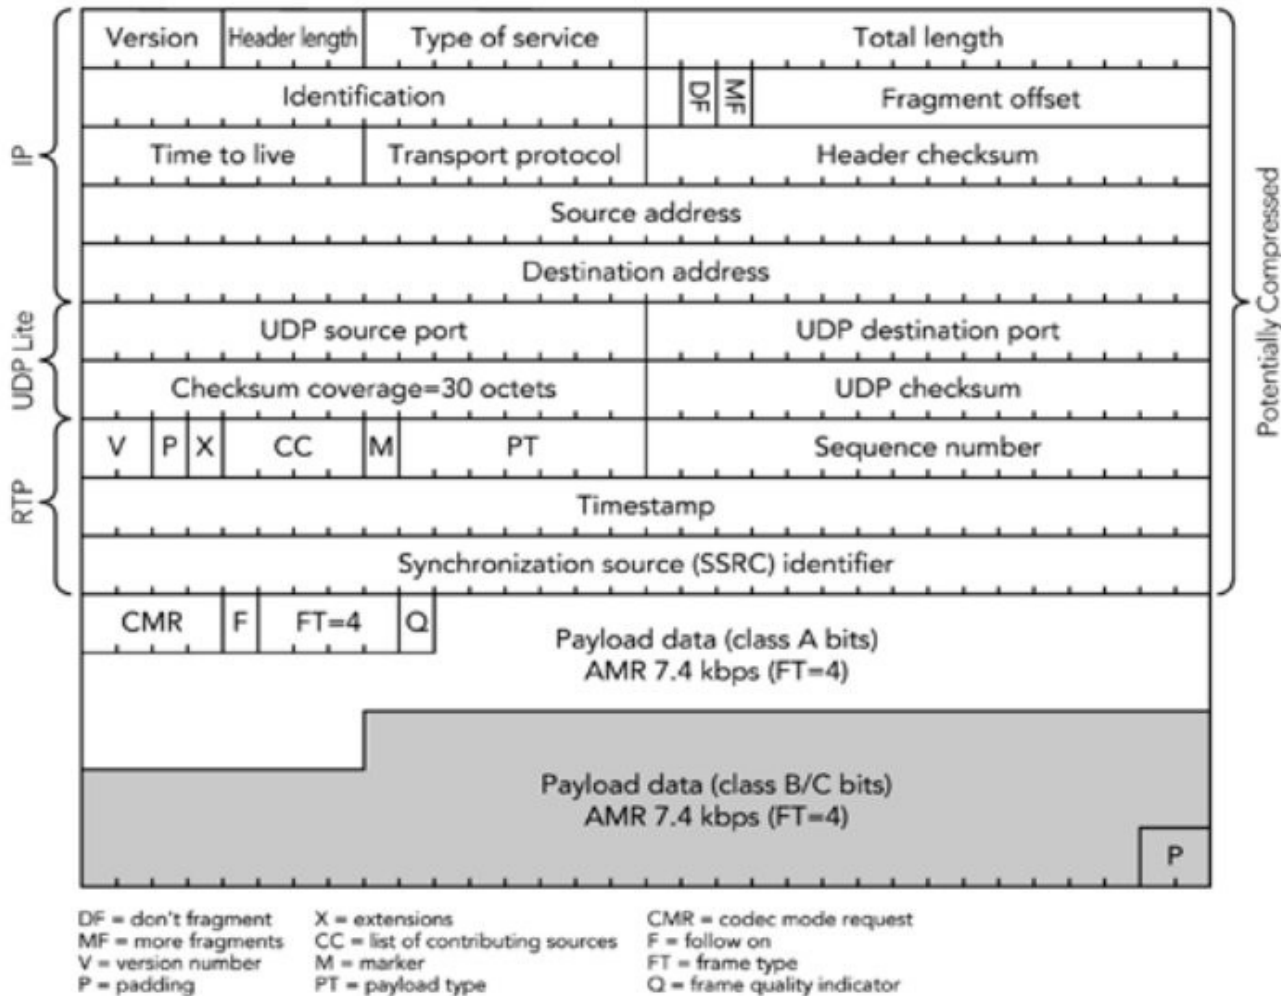 Version Header length Type of service Total length
Identification DF MF Fragment offset
Time to live Transport protocol Header checksum
Source address
Destination address
UDP source port UDP destination port
Checksum coverage=30 octets UDP checksum
V P X CC M PT Sequence number
Timestamp
Synchronization source (SSRC) identifier
CMR F FT=4 Q
Payload data (class A bits)
AMR 7.4 kbps (FT=4)
Payload data (class B/C bits)
AMR 7.4 kbps (FT=4)
P
IP
UDP Lite
RTP
Potentially Compressed
DF = don't fragment
MF = more fragments
V = version number
P = padding
X = extensions
CC = list of contributing sources
M = marker
PT = payload type
CMR = codec mode request
F = follow on
FT = frame type
Q = frame quality indicator